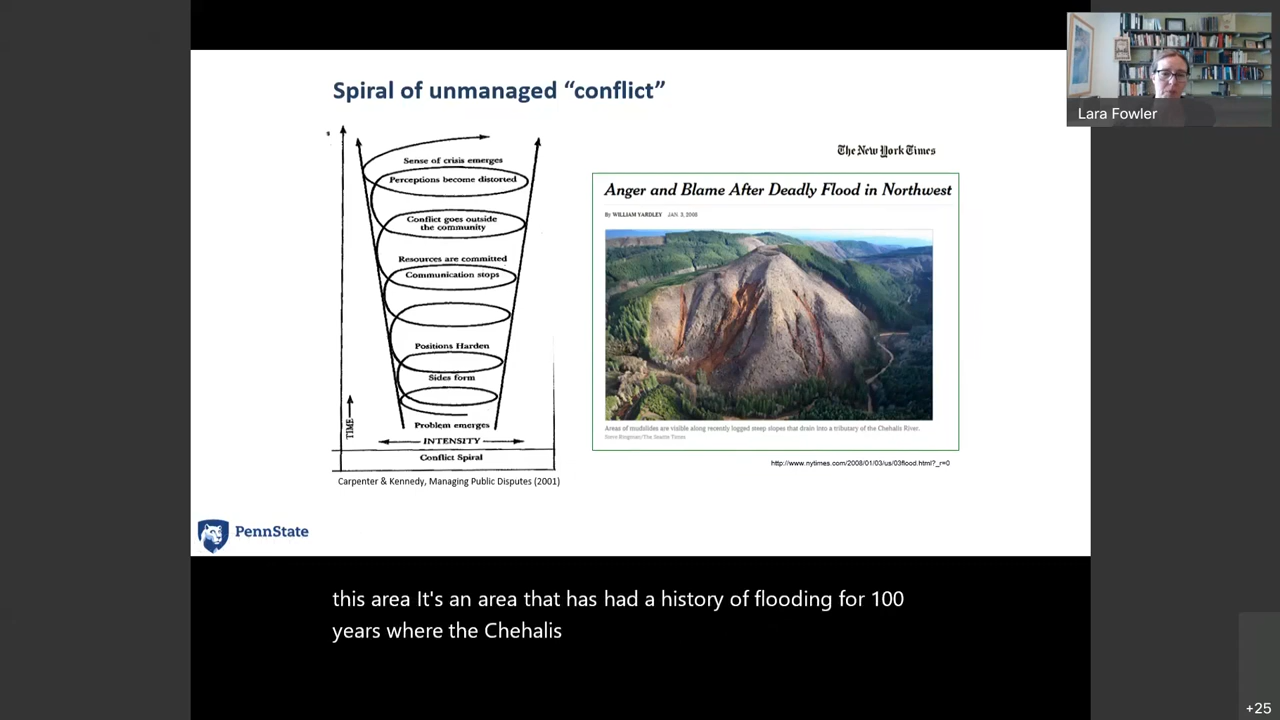 Spiral of unmanaged “conflict”
Lara Fowler
Sense of crisis emerges
Perceptions become distorted
Conflict goes outside
the community
Resources are committed
Communication stops
Positions Harden
Sides form
Problem emerges
TIME
INTENSITY
Conflict Spiral
Carpenter & Kennedy, Managing Public Disputes (2001)
The New York Times
Anger and Blame After Deadly Flood in Northwest
By WILLIAM YARDLEY JAN. 3, 2008
Areas of mudslides are visible along recently logged steep slopes that drain into a tributary of the Chehalis River.
Steve Ringman/The Seattle Times
http://www.nytimes.com/2008/01/03/us/03flood.html?_r=0
PennState
this area It's an area that has had a history of flooding for 100
years where the Chehalis
+25